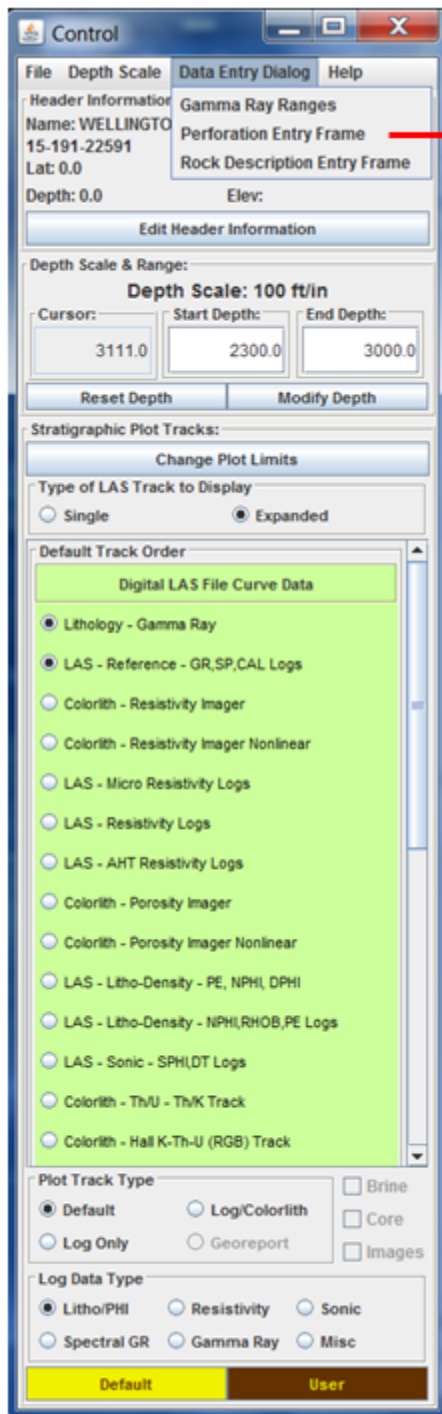 Control
File Depth Scale Data Entry Dialog Help
Gamma Ray Ranges
Perforation Entry Frame
Rock Description Entry Frame
Header Information
Name: WELLINGTO
15-191-22591
Lat: 0.0
Depth: 0.0 Elev:
Edit Header Information
Depth Scale & Range:
Depth Scale: 100 ft/in
Cursor: Start Depth: End Depth:
3111.0 2300.0 3000.0
Reset Depth Modify Depth
Stratigraphic Plot Tracks:
Change Plot Limits
Type of LAS Track to Display
Single Expanded
Default Track Order
Digital LAS File Curve Data
Lithology - Gamma Ray
LAS - Reference - GR,SP,CAL Logs
Colorlith - Resistivity Imager
Colorlith - Resistivity Imager Nonlinear
LAS - Micro Resistivity Logs
LAS - Resistivity Logs
LAS - AHT Resistivity Logs
Colorlith - Porosity Imager
Colorlith - Porosity Imager Nonlinear
LAS - Litho-Density - PE, NPHI, DPHI
LAS - Litho-Density - NPHI,RHOB,PE Logs
LAS - Sonic - SPHI,DT Logs
Colorlith - Th/U - Th/K Track
Colorlith - Hall K-Th-U (RGB) Track
Plot Track Type
Default Log/Colorlith
Log Only Georeport
Brine
Core
Images
Log Data Type
Litho/PHI Resistivity Sonic
Spectral GR Gamma Ray Misc
Default User